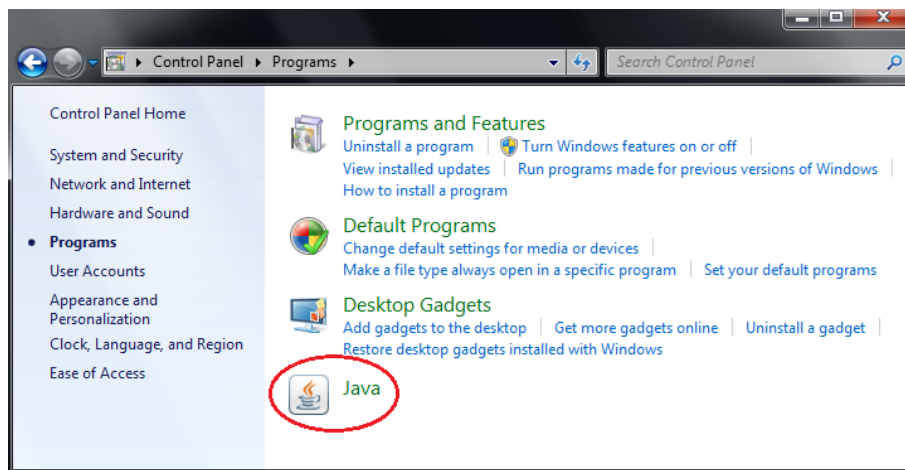 Control Panel Programs Search Control Panel
Control Panel Home
System and Security
Network and Internet
Hardware and Sound
Programs
User Accounts
Appearance and
Personalization
Clock, Language, and Region
Ease of Access
Programs and Features
Uninstall a program Turn Windows features on or off
View installed updates Run programs made for previous versions of Windows
How to install a program
Default Programs
Change default settings for media or devices
Make a file type always open in a specific program Set your default programs
Desktop Gadgets
Add gadgets to the desktop Get more gadgets online Uninstall a gadget
Restore desktop gadgets installed with Windows
Java